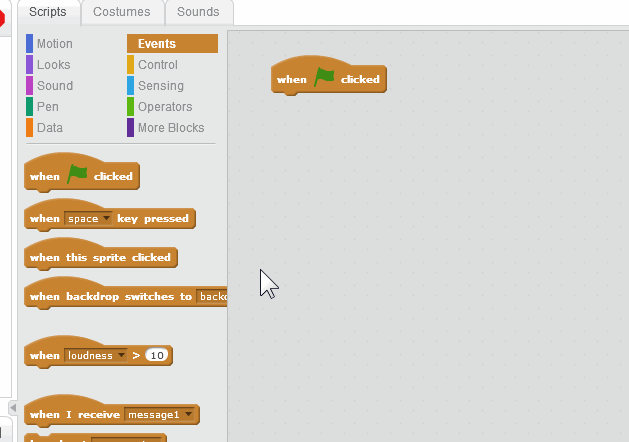 Scripts Costumes Sounds
Motion Events
Looks Control
Sound Sensing
Pen Operators
Data More Blocks
when clicked
when clicked
when space key pressed
when this sprite clicked
when backdrop switches to
when loudness > 10
when I receive message1